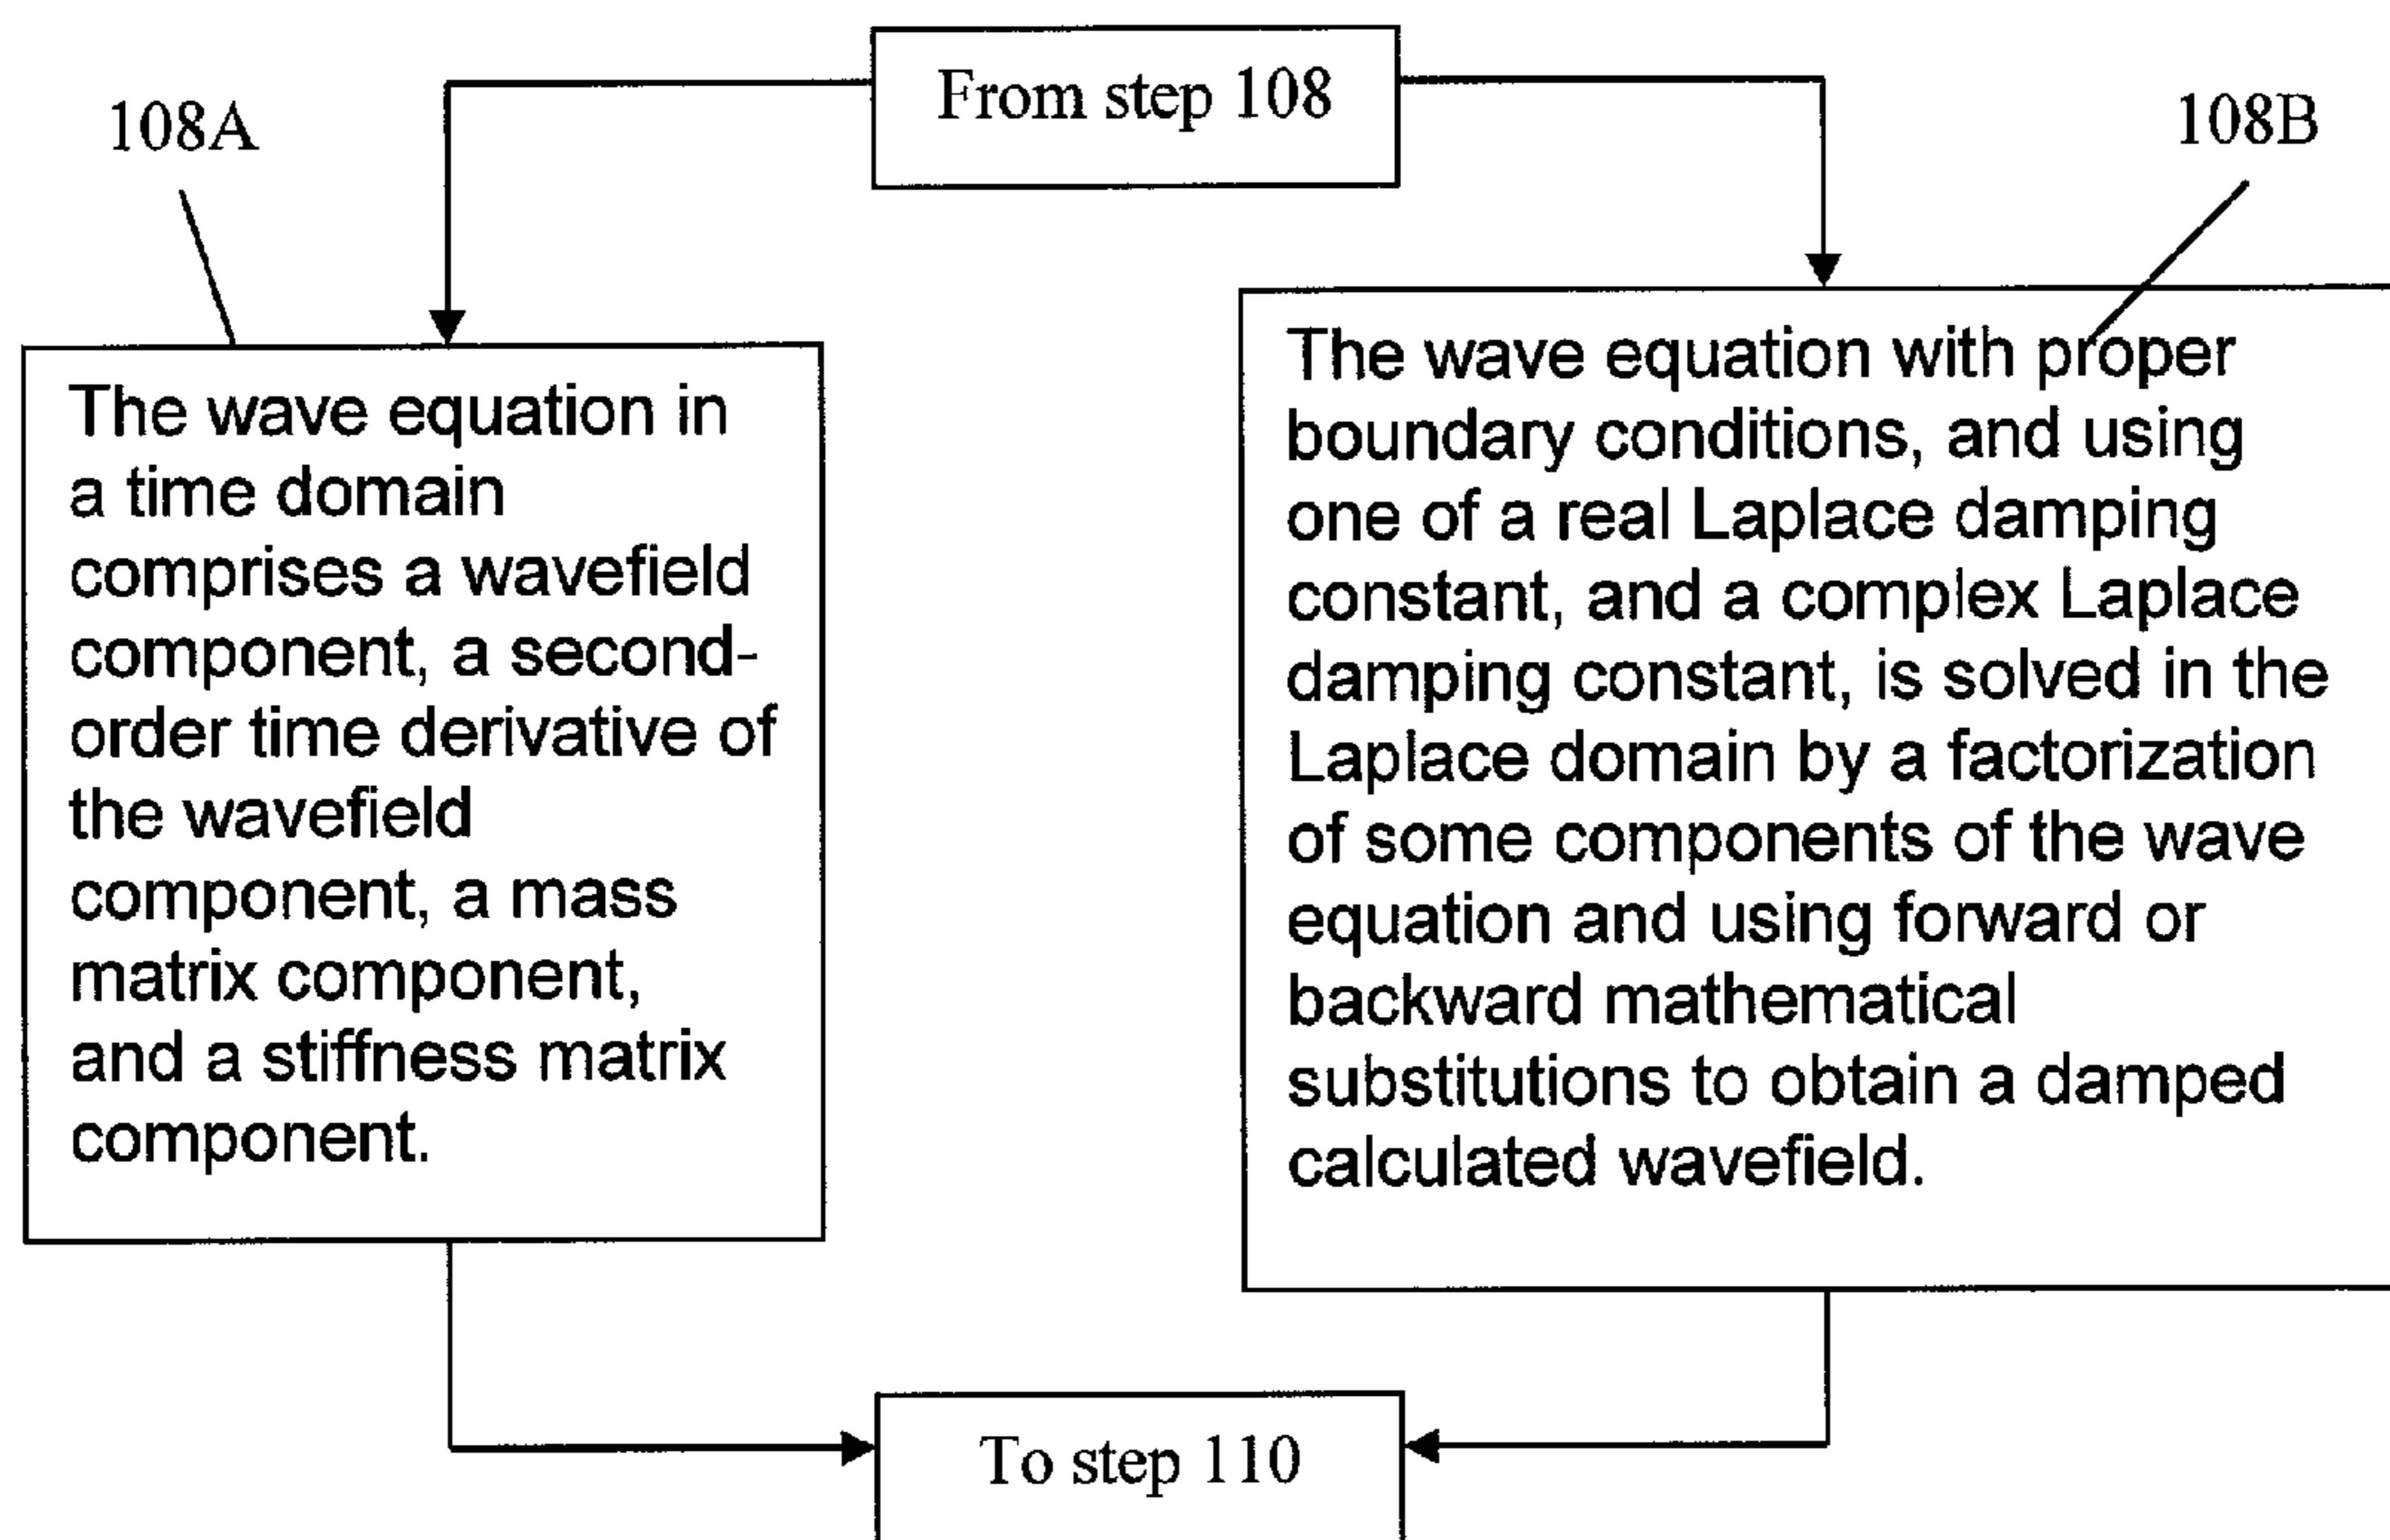 From step 108
108A
108B
The wave equation in
a time domain
comprises a wavefield
component, a second-
order time derivative of
the wavefield
component, a mass
matrix component,
and a stiffness matrix
component.
The wave equation with proper
boundary conditions, and using
one of a real Laplace damping
constant, and a complex Laplace
damping constant, is solved in the
Laplace domain by a factorization
of some components of the wave
equation and using forward or
backward mathematical
substitutions to obtain a damped
calculated wavefield.
To step 110